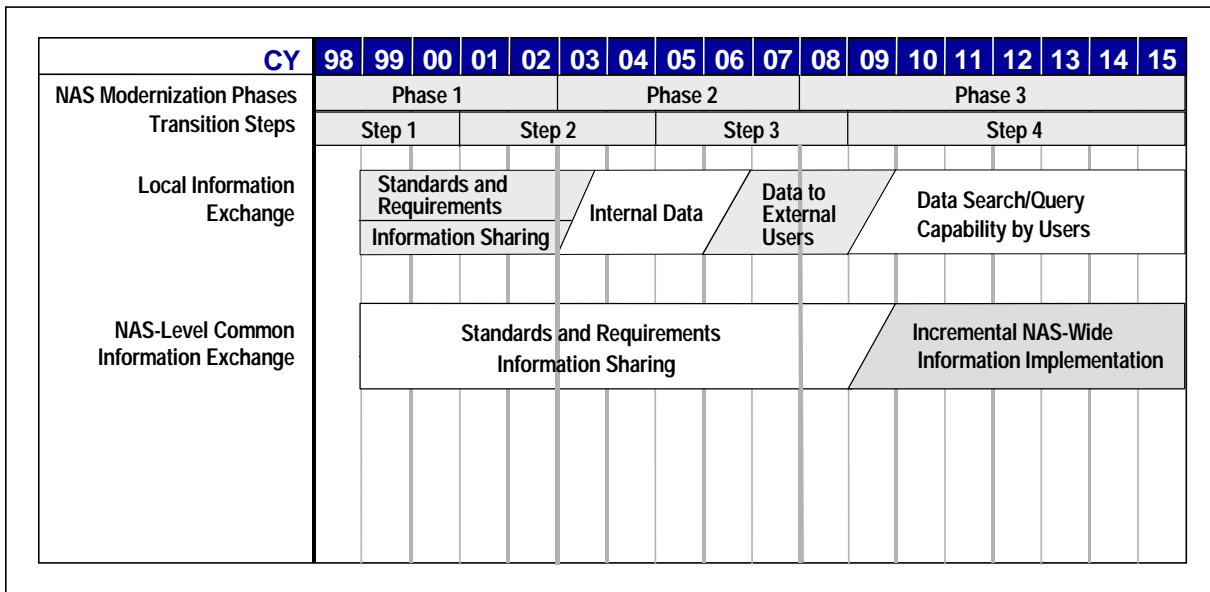 CY 98 99 00 01 02 03 04 05 06 07 08 09 10 11 12 13 14 15
NAS Modernization Phases Phase 1 Phase 2 Phase 3
Transition Steps Step 1 Step 2 Step 3 Step 4
Local Information
Exchange
Standards and
Requirements
Information Sharing
Internal Data
Data to
External
Users
Data Search/Query
Capability by Users
NAS-Level Common
Information Exchange
Standards and Requirements
Information Sharing
Incremental NAS-Wide
Information Implementation